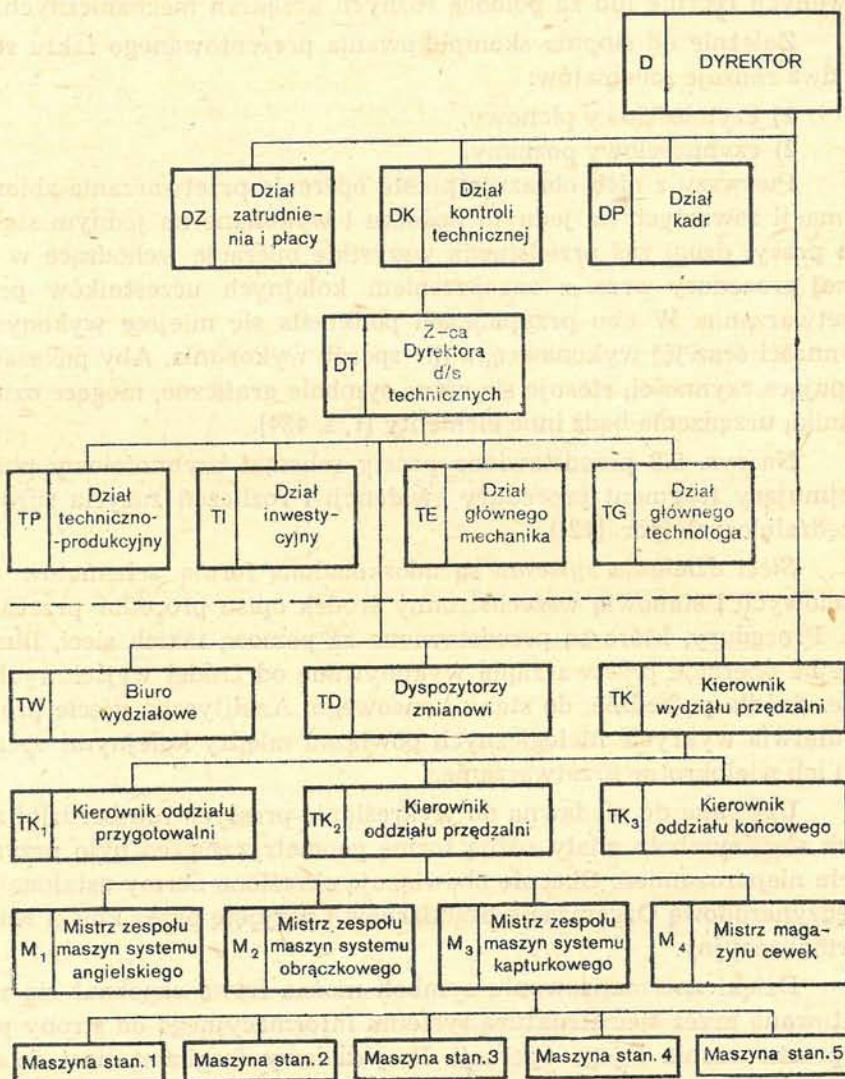 D DYREKTOR
DZ Dział
zatrudnie-
nia i płacy
DK Dział
kontroli
technicznej
DP Dział
kadr
DT Z-ca
Dyrektora
d/s
technicznych
TP Dział
techniczno-
-produkcyjny
TI Dział
inwesty-
cyjny
TE Dział
głównego
mechanika
TG Dział
głównego
technologa
TW Biuro
wydziałowe
TD Dyspozytorzy
zmianowi
TK Kierownik
wydziału przędzalni
TK₁ Kierownik oddziału
przygotowalni
TK₂ Kierownik
oddziału przędzalni
TK₃ Kierownik
oddziału końcowego
M₁ Mistrz zespołu
maszyn systemu
angielskiego
M₂ Mistrz zespołu
maszyn systemu
obrączkowego
M₃ Mistrz zespołu
maszyn systemu
kapturkowego
M₄ Mistrz maga-
zynu cewek
Maszyna stan. 1
Maszyna stan. 2
Maszyna stan. 3
Maszyna stan. 4
Maszyna stan. 5